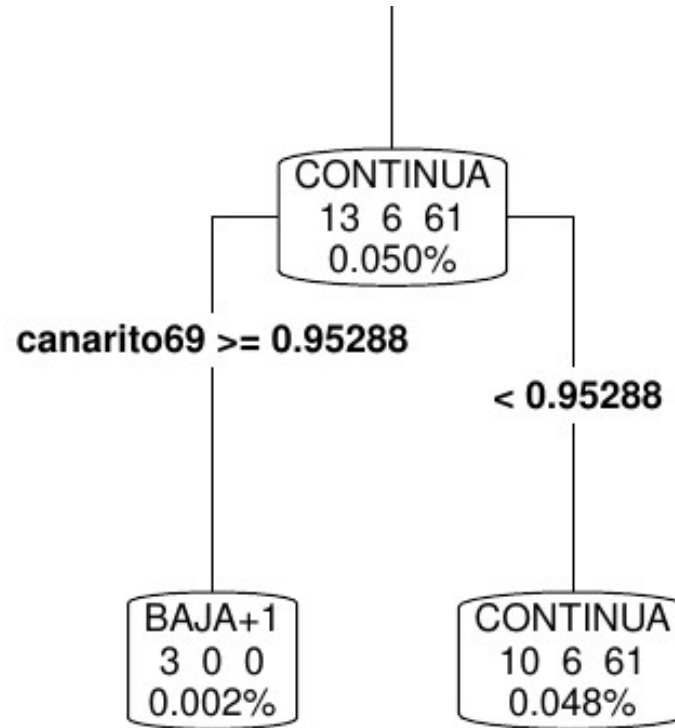 CONTINUA
13 6 61
0.050%
canarito69 >= 0.95288
< 0.95288
BAJA+1
3 0 0
0.002%
CONTINUA
10 6 61
0.048%